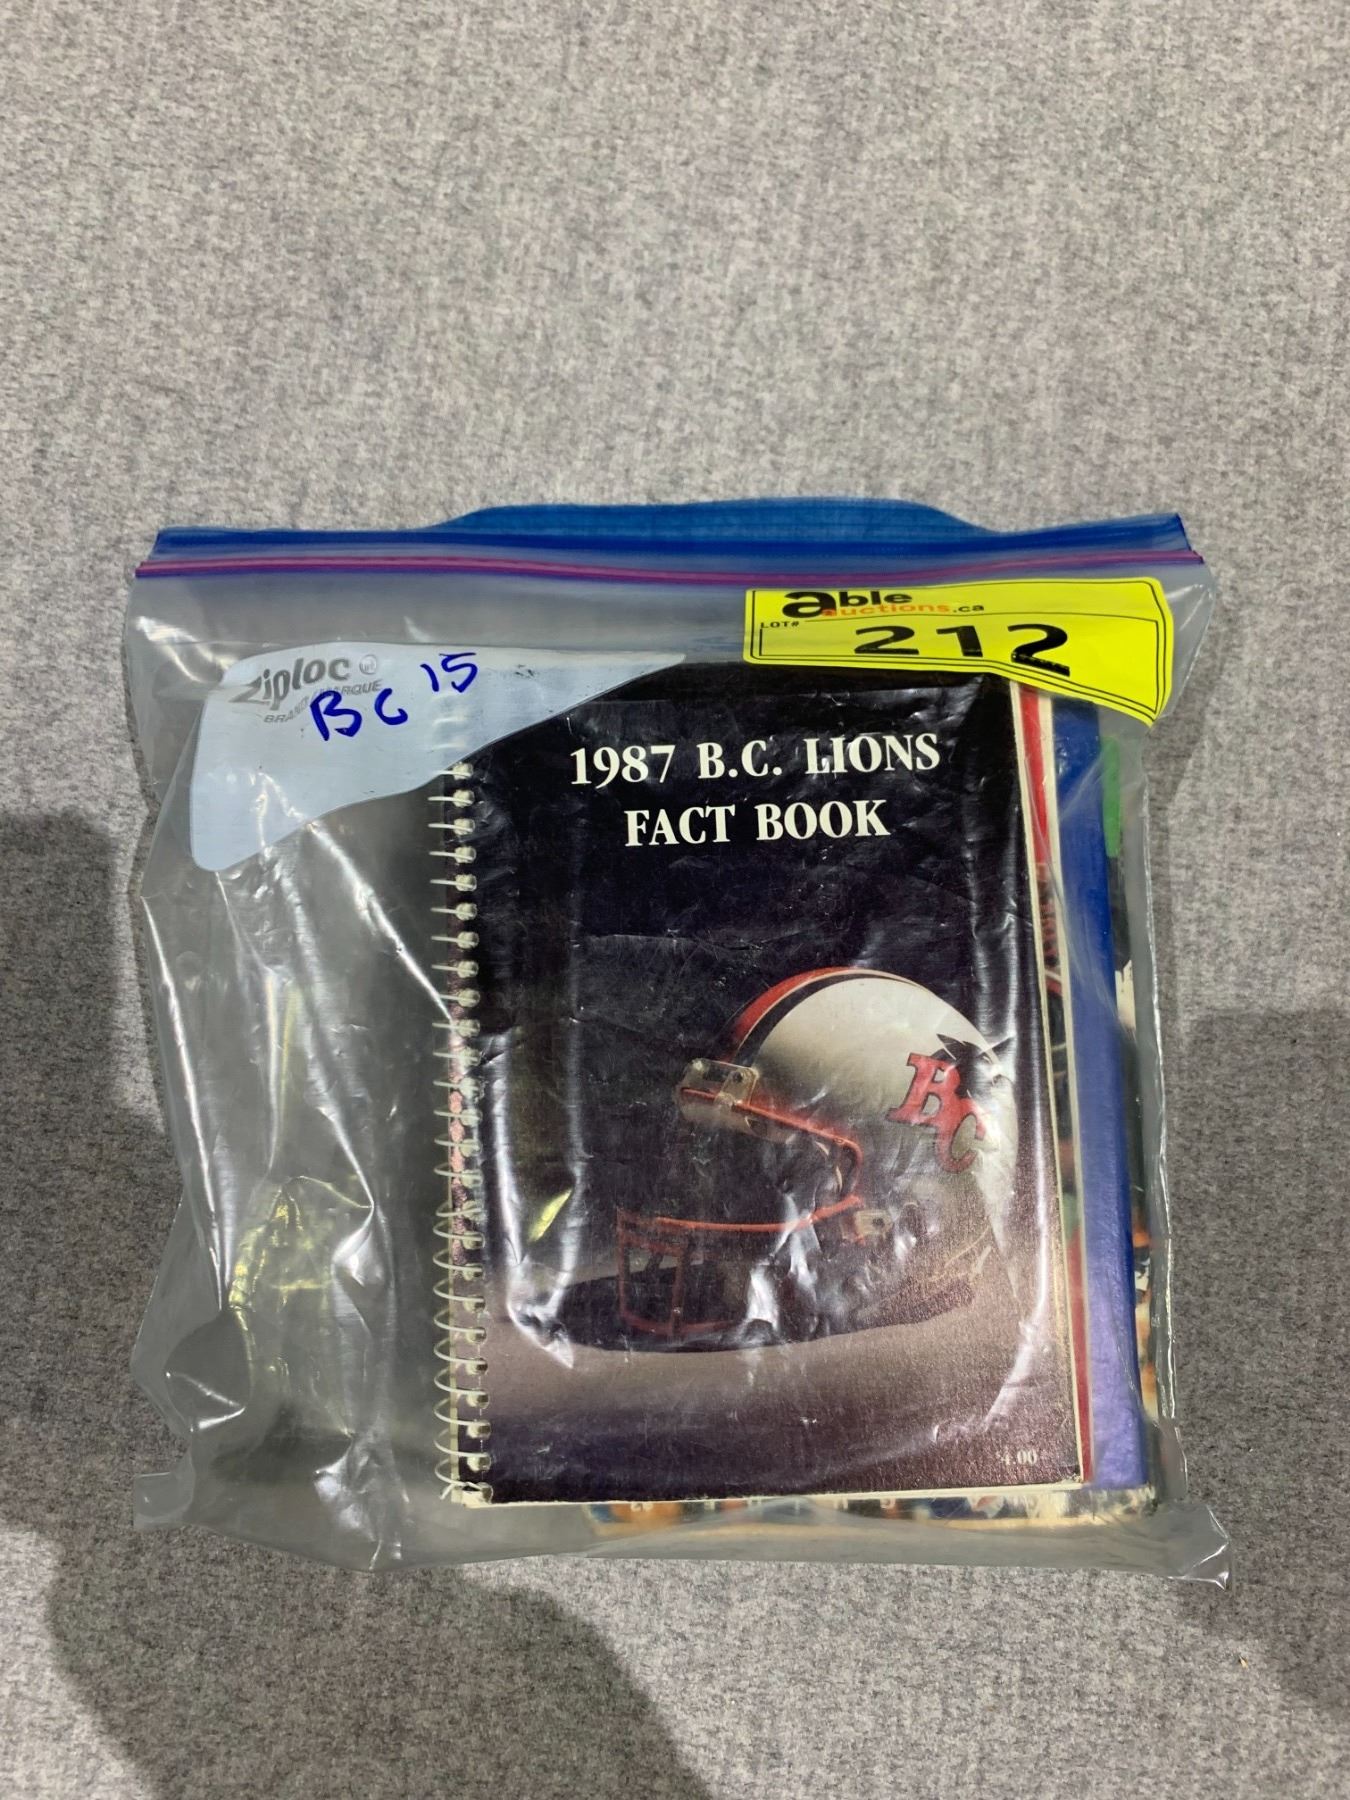 able
auctions.ca
LOT# 212
Ziploc
BRAND / MARQUE
BC 15
1987 B.C. LIONS
FACT BOOK
BC
$4.00